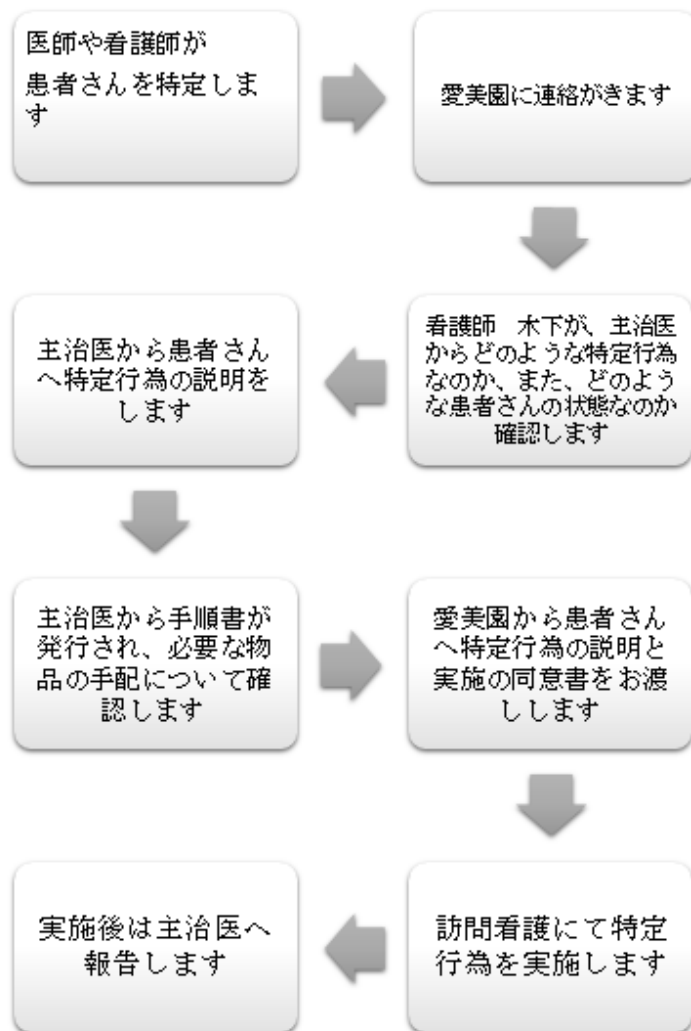 医師や看護師が
患者さんを特定しま
す
愛美園に連絡がきます
看護師　木下が、主治医
からどのような特定行為
なのか、また、どのよう
な患者さんの状態なのか
確認します
主治医から患者さん
へ特定行為の説明を
します
主治医から手順書が
発行され、必要な物
品の手配について確
認します
愛美園から患者さん
へ特定行為の説明と
実施の同意書をお渡
しします
訪問看護にて特定
行為を実施します
実施後は主治医へ
報告します